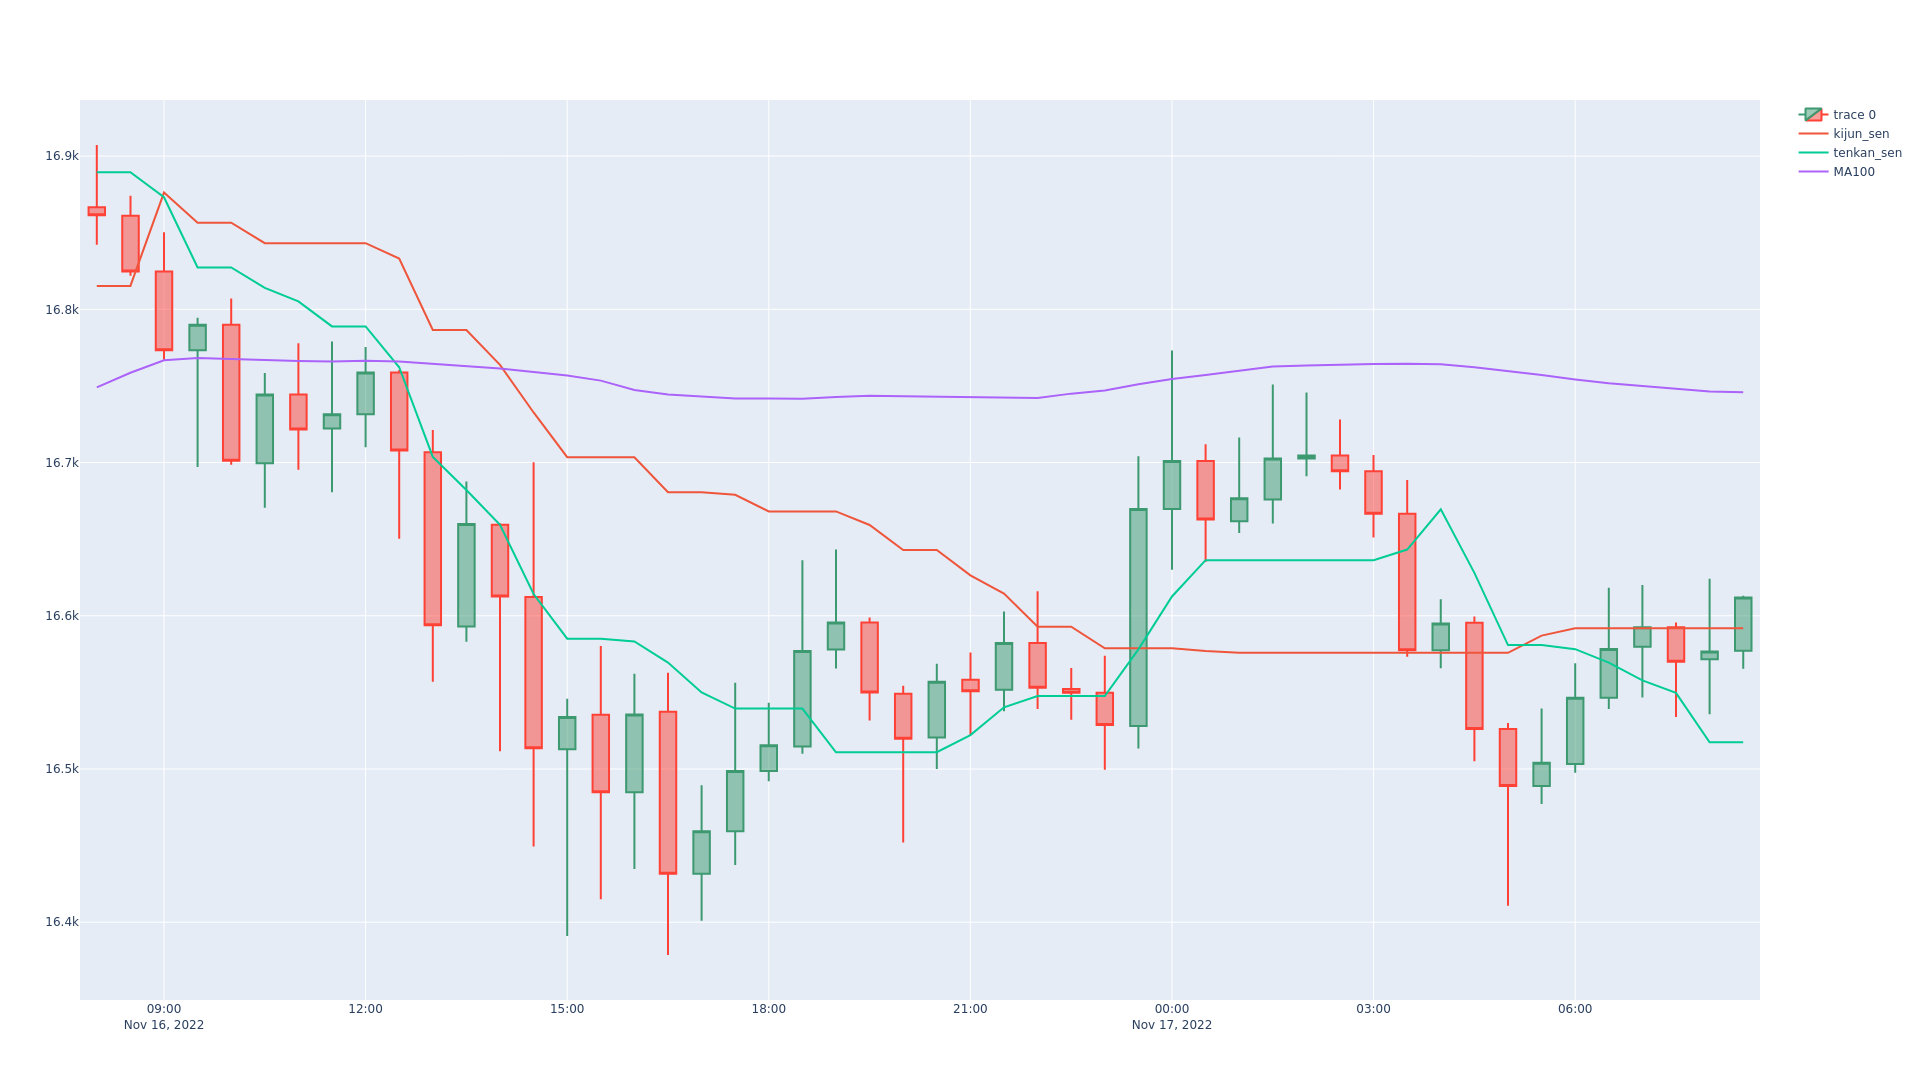 trace 0
kijun_sen
tenkan_sen
MA100
16.9k
16.8k
16.7k
16.6k
16.5k
16.4k
09:00 12:00 15:00 18:00 21:00 00:00 03:00 06:00
Nov 16, 2022 Nov 17, 2022